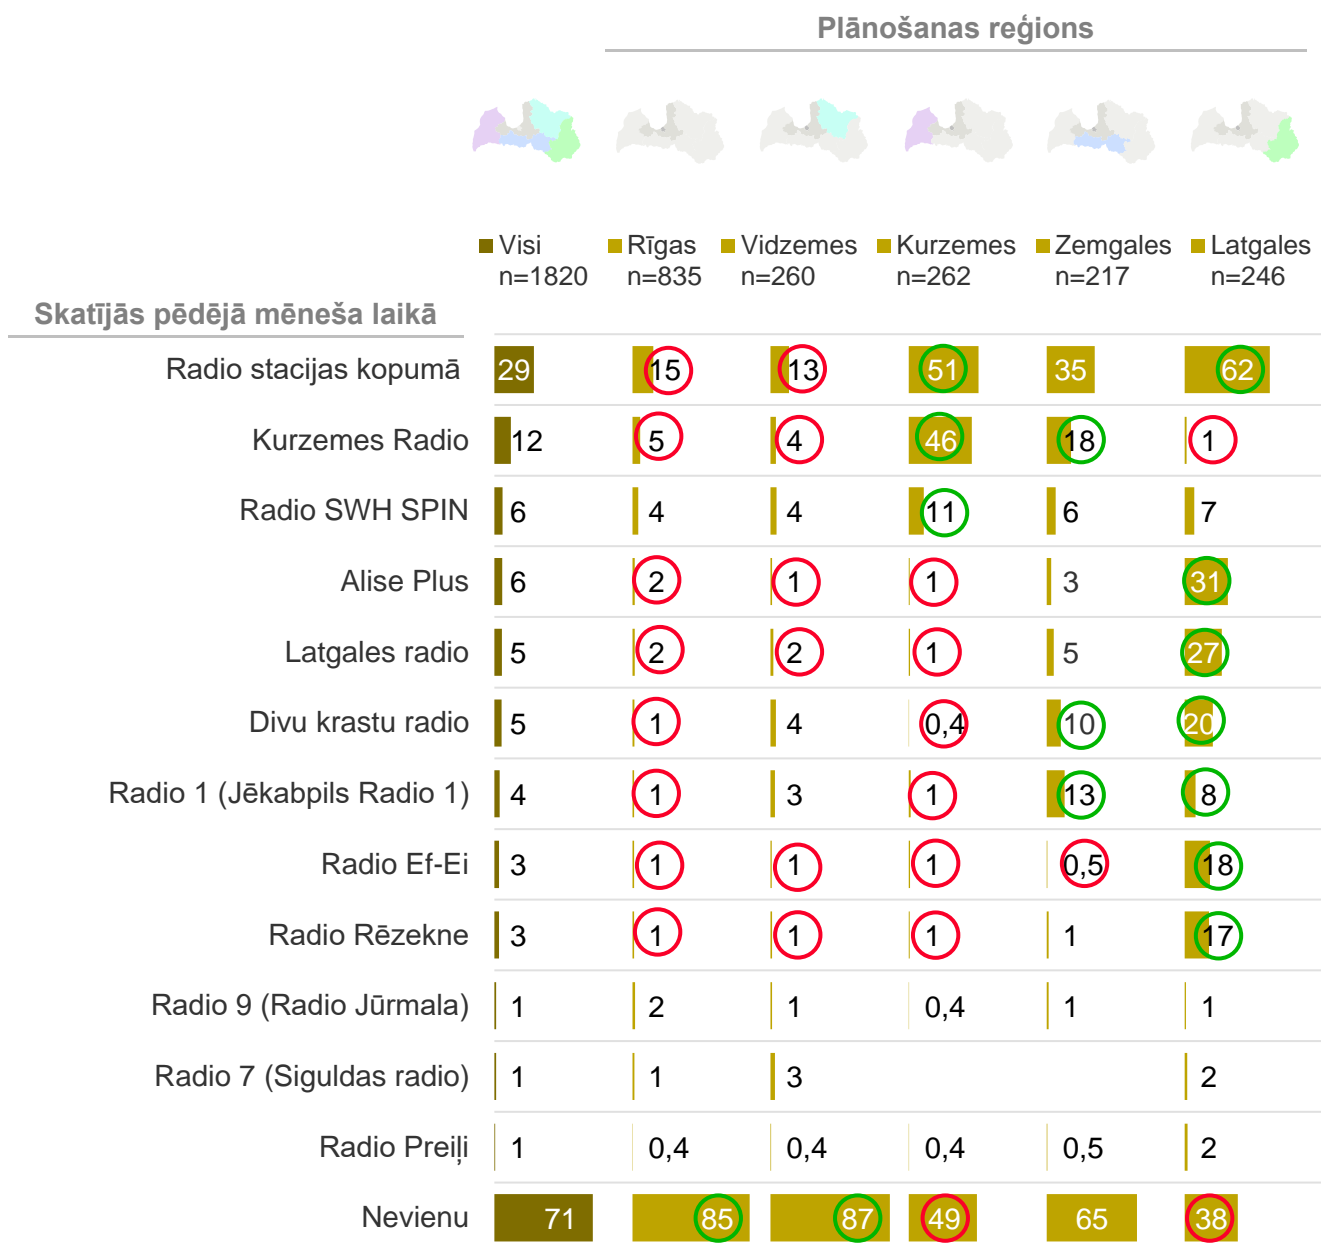 Plānošanas reģions
Visi Rīgas Vidzemes Kurzemes Zemgales Latgales
n=1820 n=835 n=260 n=262 n=217 n=246
Skatījās pēdējā mēneša laikā
Radio stacijas kopumā 29 15 13 51 35 62
Kurzemes Radio 12 5 4 46 18 1
Radio SWH SPIN 6 4 4 11 6 7
Alise Plus 6 2 1 1 3 31
Latgales radio 5 2 2 1 5 27
Divu krastu radio 5 1 4 0,4 10 20
Radio 1 (Jēkabpils Radio 1) 4 1 3 1 13 8
Radio Ef-Ei 3 1 1 1 0,5 18
Radio Rēzekne 3 1 1 1 1 17
Radio 9 (Radio Jūrmala) 1 2 1 0,4 1 1
Radio 7 (Siguldas radio) 1 1 3 2
Radio Preiļi 1 0,4 0,4 0,4 0,5 2
Nevienu 71 85 87 49 65 38